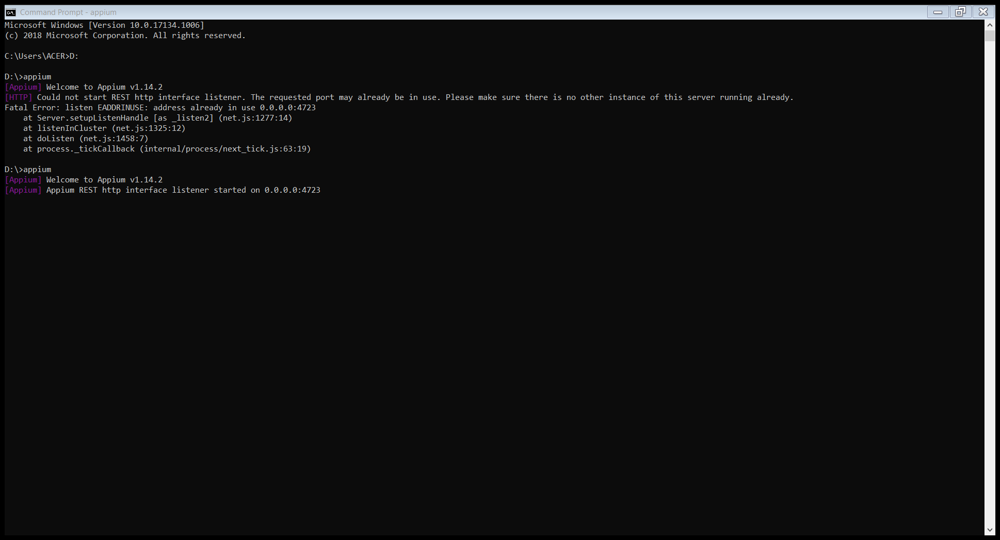 Command Prompt - appium
Microsoft Windows [Version 10.0.17134.1006]
(c) 2018 Microsoft Corporation. All rights reserved.
C:\Users\ACER>D:
D:\>appium
[Appium] Welcome to Appium v1.14.2
[HTTP] Could not start REST http interface listener. The requested port may already be in use. Please make sure there is no other instance of this server running already.
Fatal Error: listen EADDRINUSE: address already in use 0.0.0.0:4723
    at Server.setupListenHandle [as _listen2] (net.js:1277:14)
    at listenInCluster (net.js:1325:12)
    at doListen (net.js:1458:7)
    at process._tickCallback (internal/process/next_tick.js:63:19)
D:\>appium
[Appium] Welcome to Appium v1.14.2
[Appium] Appium REST http interface listener started on 0.0.0.0:4723